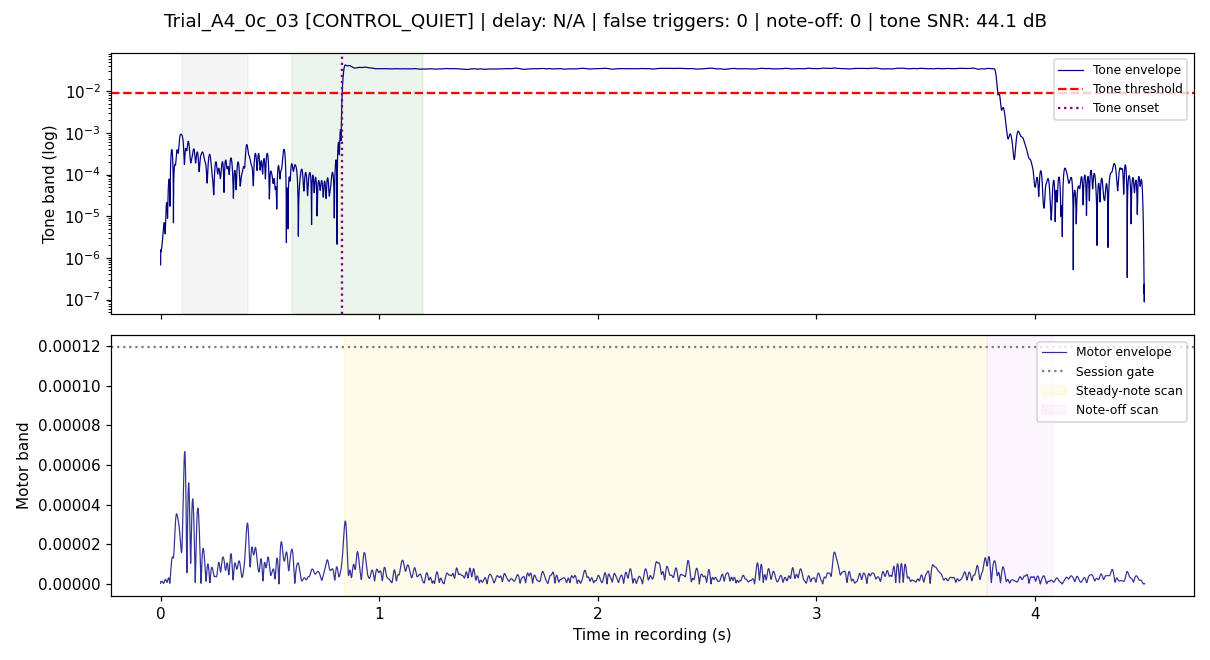 Trial_A4_0c_03 [CONTROL_QUIET] | delay: N/A | false triggers: 0 | note-off: 0 | tone SNR: 44.1 dB
Tone band (log)
10⁻²
10⁻³
10⁻⁴
10⁻⁵
10⁻⁶
10⁻⁷
Tone envelope
Tone threshold
Tone onset
Motor band
0.00012
0.00010
0.00008
0.00006
0.00004
0.00002
0.00000
Motor envelope
Session gate
Steady-note scan
Note-off scan
0 1 2 3 4
Time in recording (s)